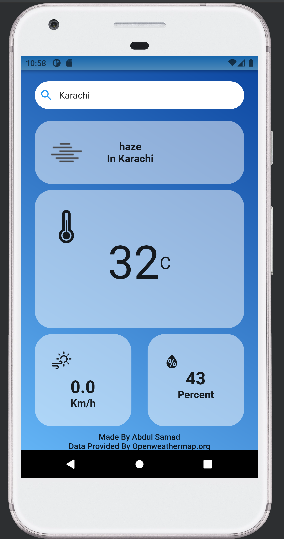 10:58
Karachi
haze
In Karachi
32C
0.0
Km/h
%
43
Percent
Made By Abdul Samad
Data Provided By Openweathermap.org